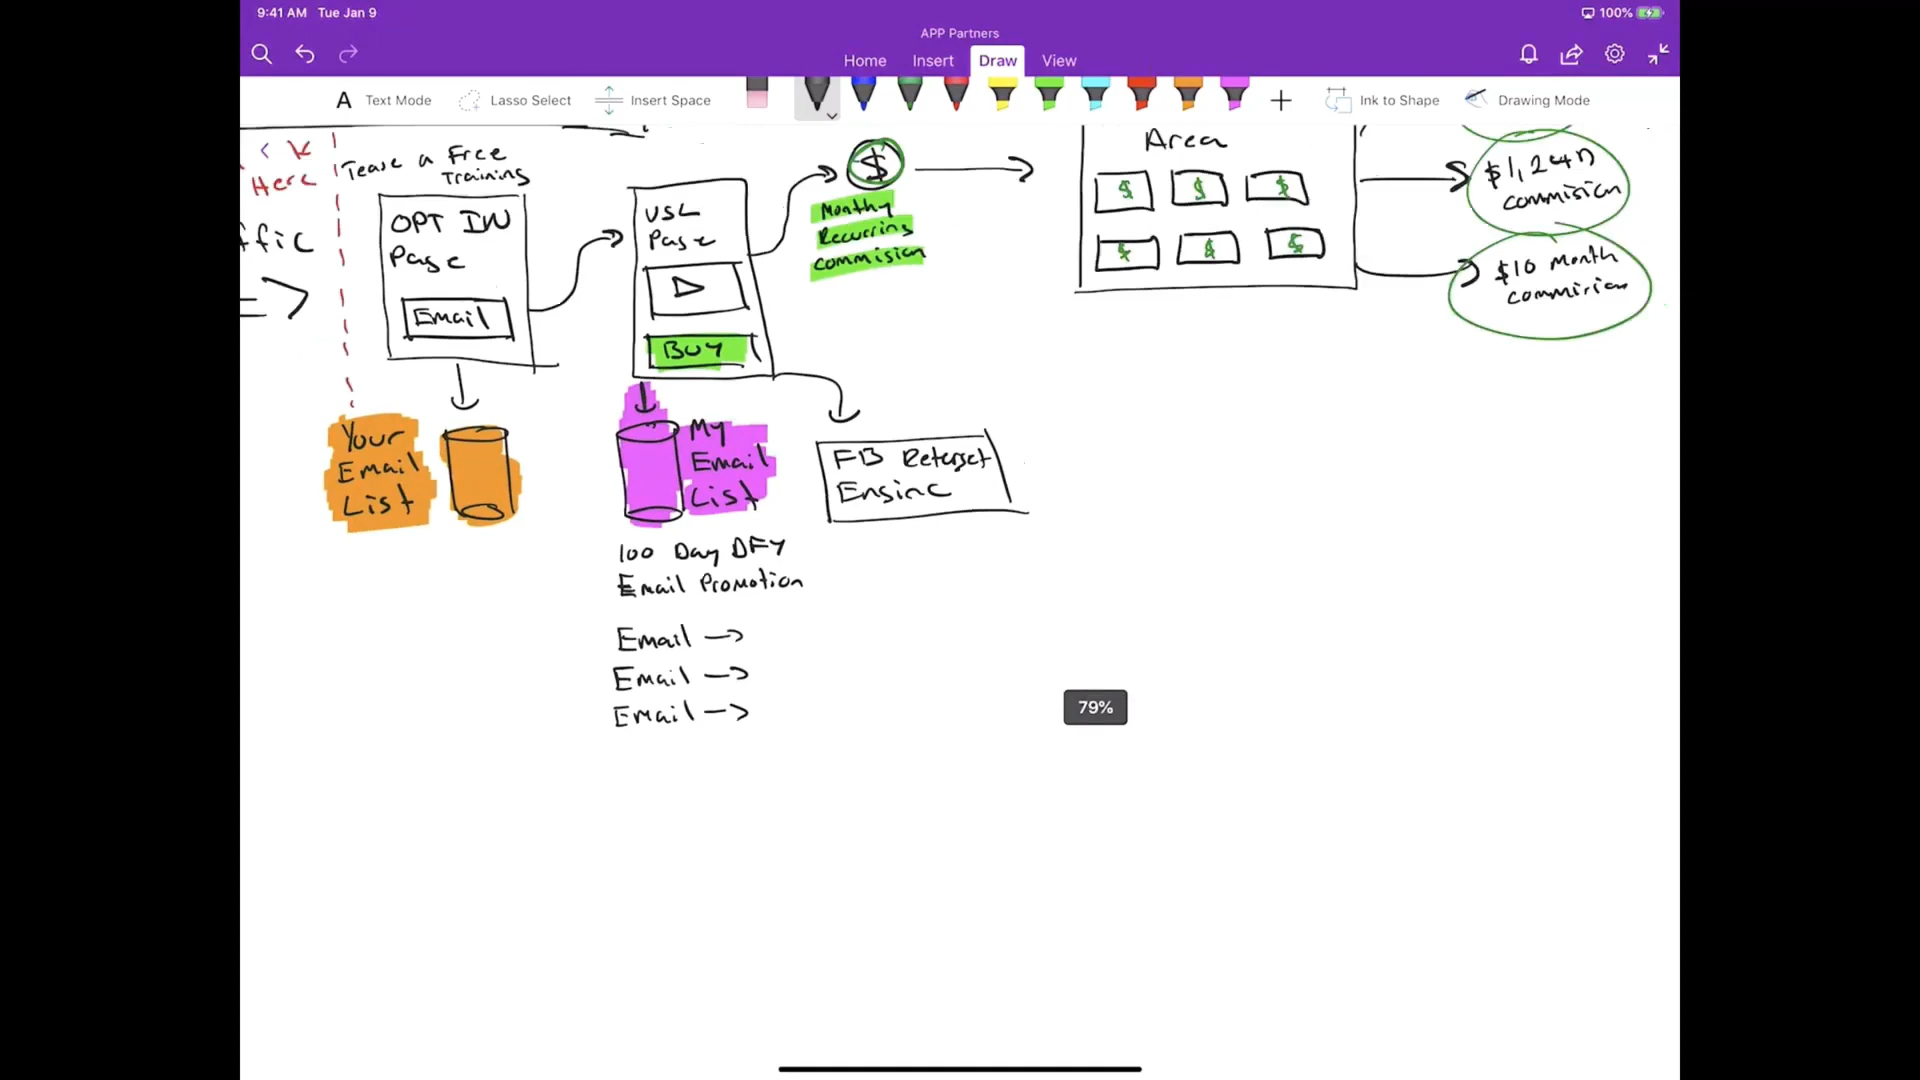 9:41 AM Tue Jan 9
100%
APP Partners
Home Insert Draw View
A Text Mode
Lasso Select
Insert Space
+
Ink to Shape
Drawing Mode
Here
Tease a Free
Training
ffic
=>
OPT IN
Page
Email
VSL
Page
BUY
$
Monthy
Recurring
commision
Area
$ $ $
$ $ $
commision
$10 Month
commision
Your
Email
List
My
Email
List
FB Retarget
Engine
100 Day DFY
Email Promotion
Email →
Email →
Email →
79%